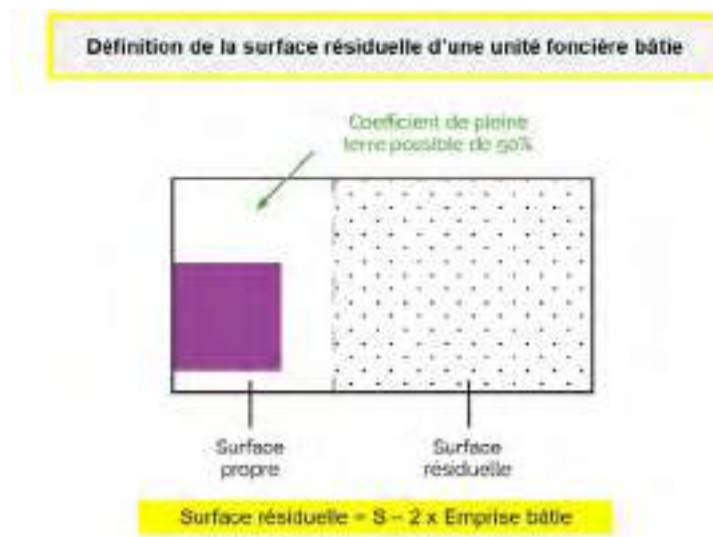 Définition de la surface résiduelle d'une unité foncière bâtie
Coefficient de pleine
terre possible de 50%
Surface
propre
Surface
résiduelle
Surface résiduelle = S – 2 x Emprise bâtie